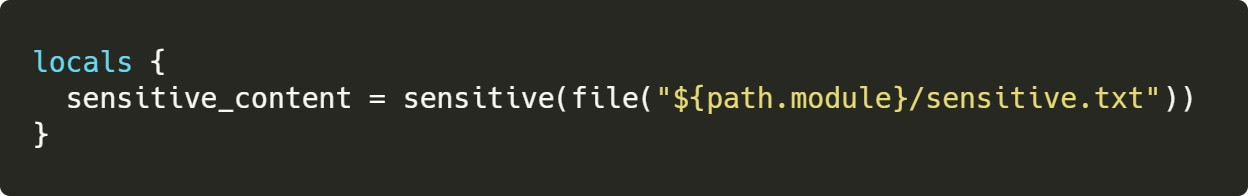 locals {
  sensitive_content = sensitive(file("${path.module}/sensitive.txt"))
}